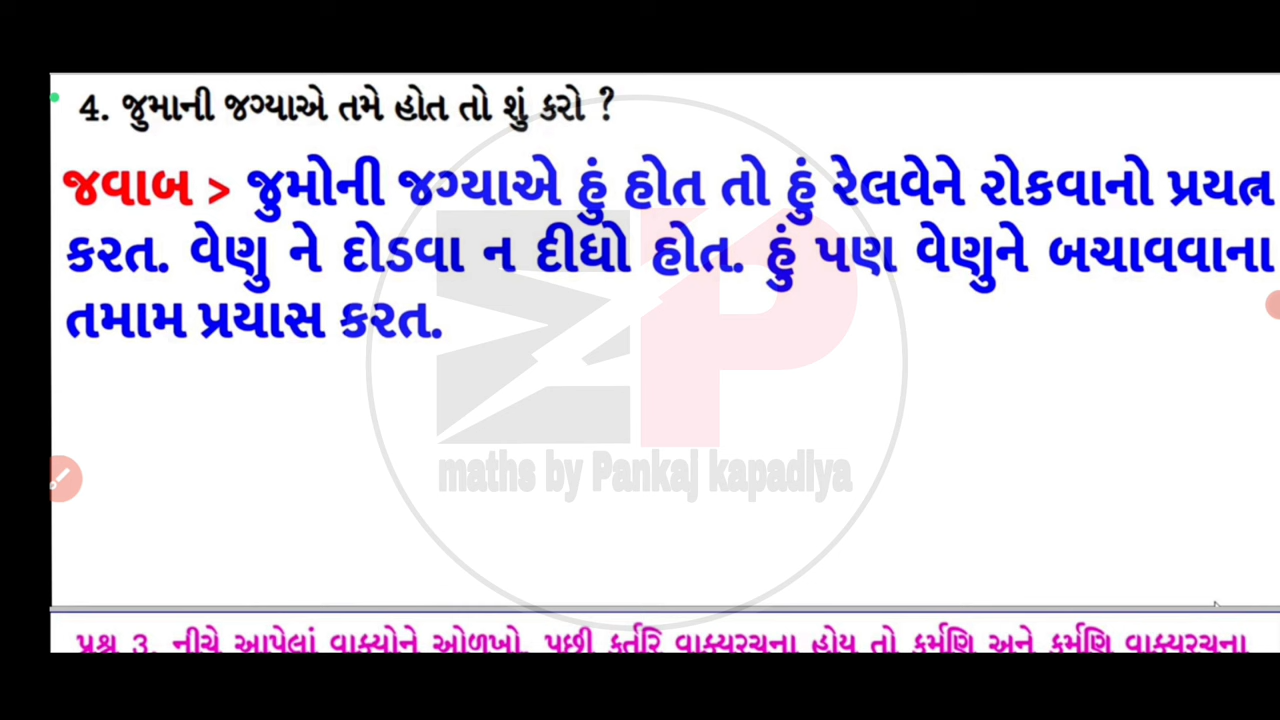 4. જુમાની જગ્યાએ તમે હોત તો શું કરો ?
જવાબ > જુમોની જગ્યાએ હું હોત તો હું રેલવેને રોકવાનો પ્રયત્ન
કરત. વેણુ ને દોડવા ન દીધો હોત. હું પણ વેણુને બચાવવાના
તમામ પ્રયાસ કરત.
maths by Pankaj kapadiya
પ્રશ્ન 3. નીચે આપેલાં વાક્યોને ઓળખો. પછી કર્તરિ વાક્યરચના હોય તો કર્મણિ અને કર્મણિ વાક્યરચના